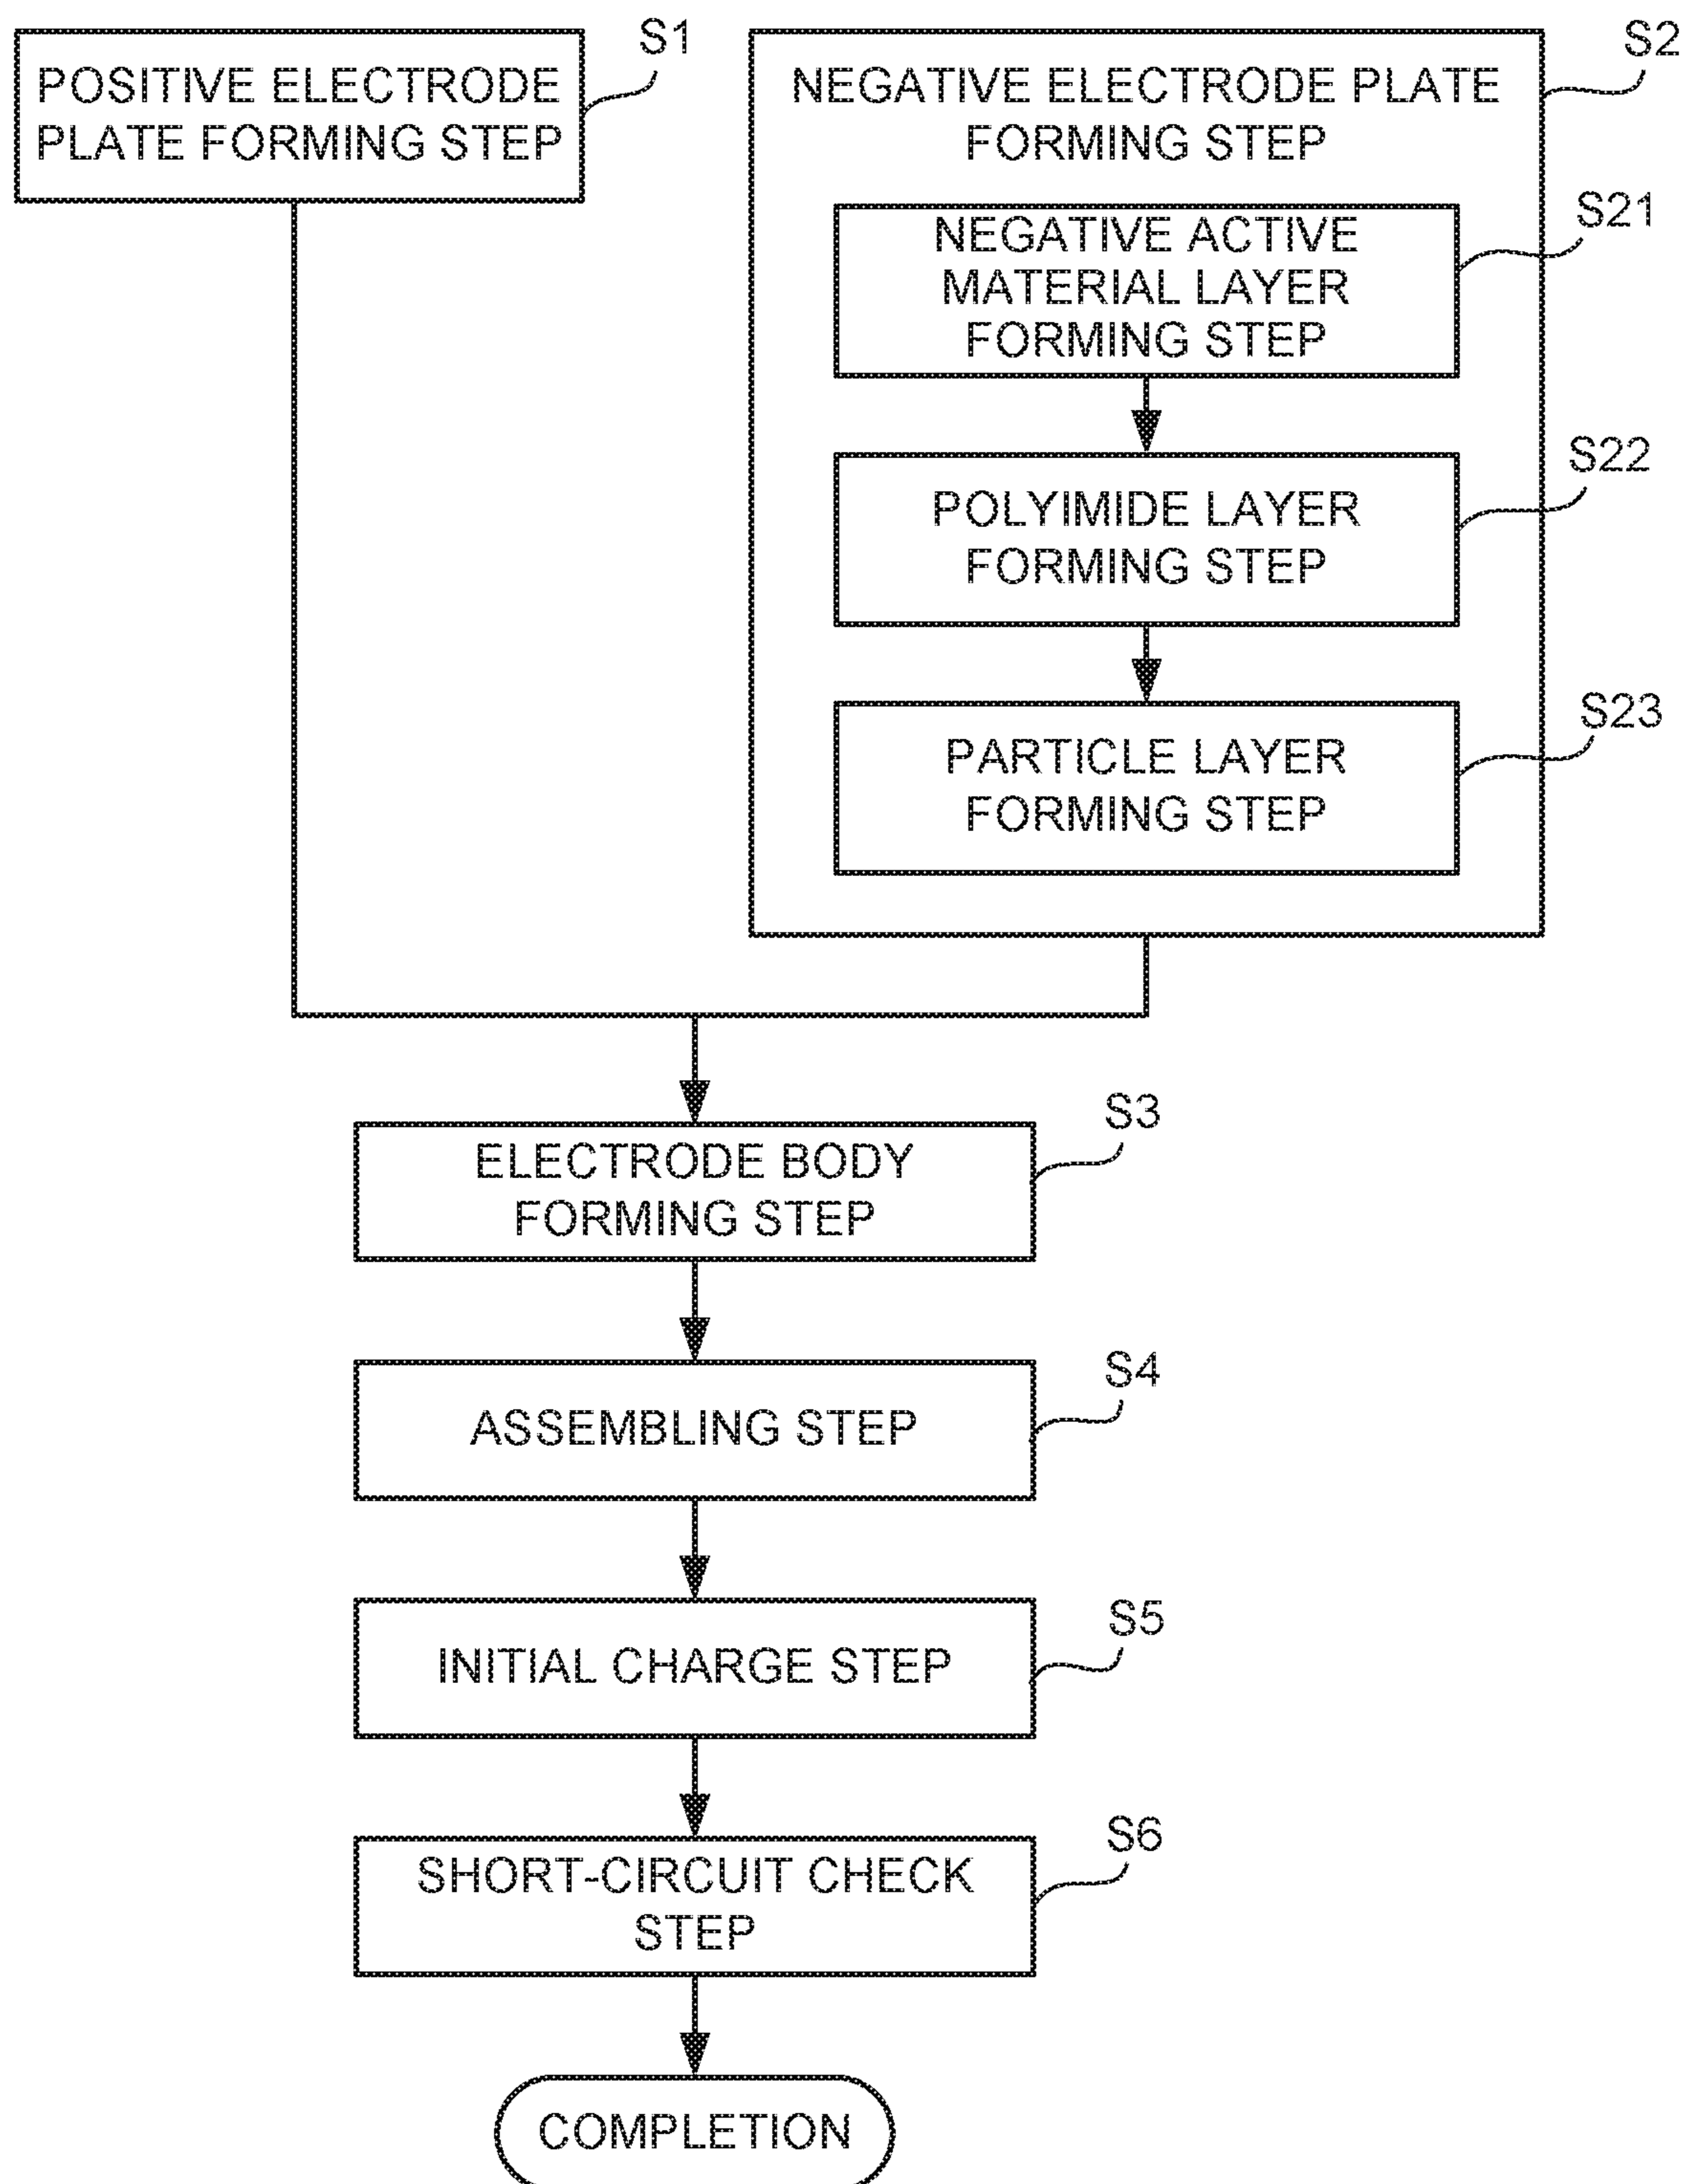 S1
POSITIVE ELECTRODE
PLATE FORMING STEP
S2
NEGATIVE ELECTRODE PLATE
FORMING STEP
S21
NEGATIVE ACTIVE
MATERIAL LAYER
FORMING STEP
S22
POLYIMIDE LAYER
FORMING STEP
S23
PARTICLE LAYER
FORMING STEP
S3
ELECTRODE BODY
FORMING STEP
S4
ASSEMBLING STEP
S5
INITIAL CHARGE STEP
S6
SHORT-CIRCUIT CHECK
STEP
COMPLETION